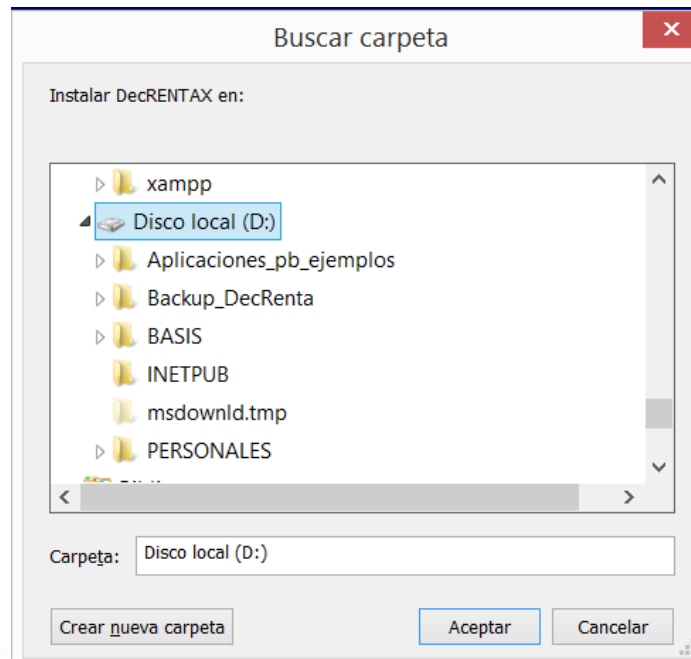 Buscar carpeta
Instalar DecRENTAX en:
xampp
Disco local (D:)
Aplicaciones_pb_ejemplos
Backup_DecRenta
BASIS
INETPUB
msdownld.tmp
PERSONALES
Carpeta: Disco local (D:)
Crear nueva carpeta Aceptar Cancelar